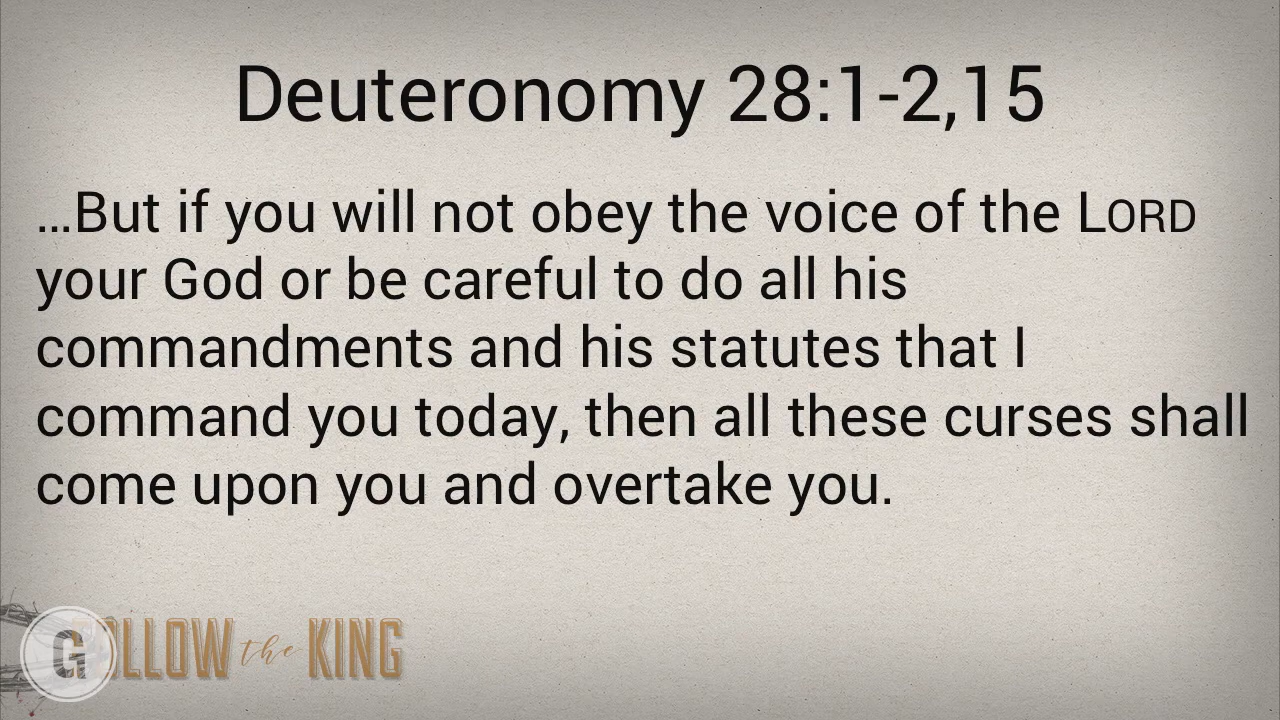 Deuteronomy 28:1-2,15
…But if you will not obey the voice of the LORD
your God or be careful to do all his
commandments and his statutes that I
command you today, then all these curses shall
come upon you and overtake you.
G
FOLLOW the KING